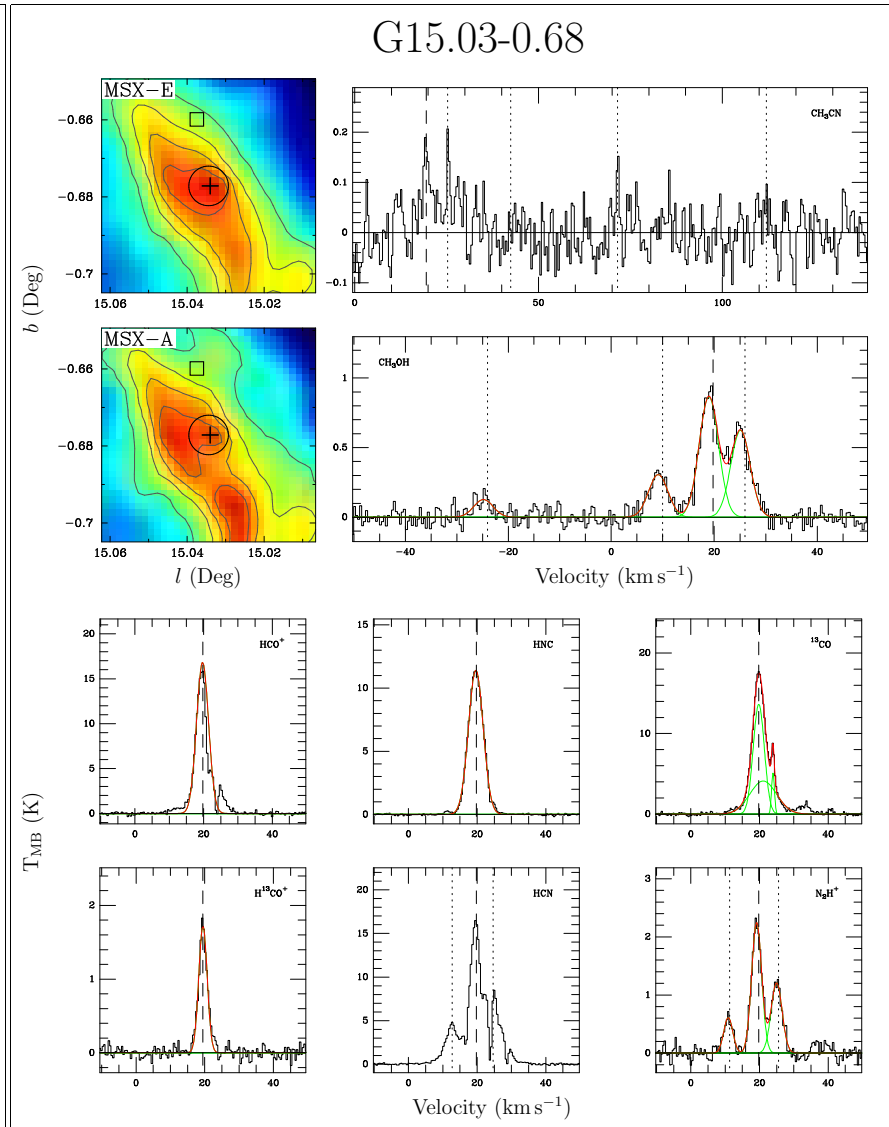 G15.03-0.68
MSX-E
−0.66
−0.68
−0.7
15.06 15.04 15.02
b (Deg)
CH₃CN
0.2
0.1
0
−0.1
0 50 100
MSX-A
−0.66
−0.68
−0.7
15.06 15.04 15.02
l (Deg)
CH₃OH
1
0.5
0
−40 −20 0 20 40
Velocity (km s⁻¹)
T_MB (K)
HCO⁺
20
15
10
5
0
0 20 40
HNC
15
10
5
0
0 20 40
¹³CO
20
10
0
0 20 40
H¹³CO⁺
2
1
0
0 20 40
HCN
20
15
10
5
0
0 20 40
N₂H⁺
3
2
1
0
0 20 40
Velocity (km s⁻¹)